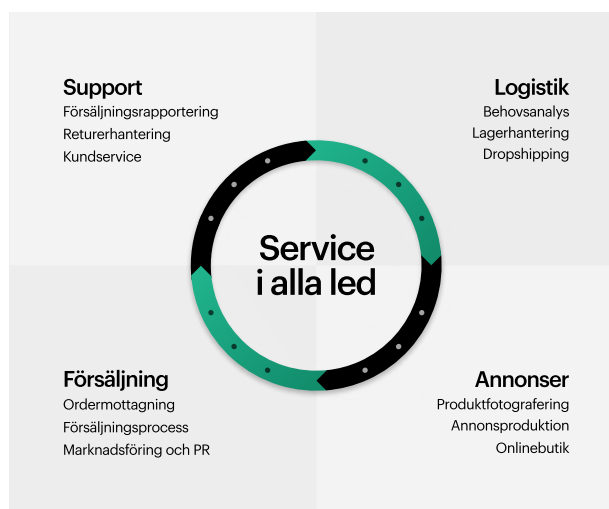 Support
Försäljningsrapportering
Returerhantering
Kundservice
Logistik
Behovsanalys
Lagerhantering
Dropshipping
Service
i alla led
Försäljning
Ordermottagning
Försäljningsprocess
Marknadsföring och PR
Annonser
Produktfotografering
Annonsproduktion
Onlinebutik